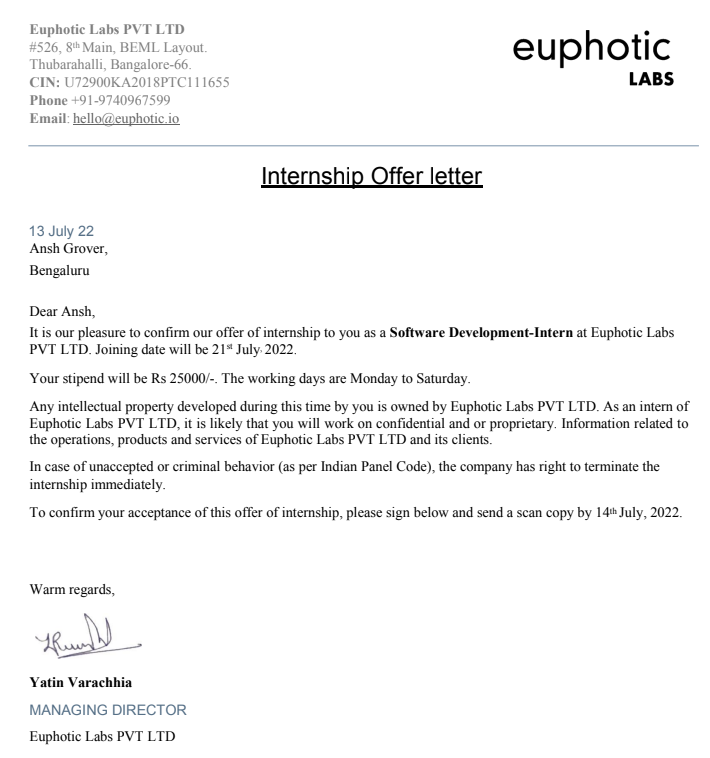 Euphotic Labs PVT LTD
#526, 8th Main, BEML Layout.
Thubarahalli, Bangalore-66.
CIN: U72900KA2018PTC111655
Phone +91-9740967599
Email: hello@euphotic.io
euphotic
LABS
Internship Offer letter
13 July 22
Ansh Grover,
Bengaluru
Dear Ansh,
It is our pleasure to confirm our offer of internship to you as a Software Development-Intern at Euphotic Labs
PVT LTD. Joining date will be 21st July, 2022.
Your stipend will be Rs 25000/-. The working days are Monday to Saturday.
Any intellectual property developed during this time by you is owned by Euphotic Labs PVT LTD. As an intern of
Euphotic Labs PVT LTD, it is likely that you will work on confidential and or proprietary. Information related to
the operations, products and services of Euphotic Labs PVT LTD and its clients.
In case of unaccepted or criminal behavior (as per Indian Panel Code), the company has right to terminate the
internship immediately.
To confirm your acceptance of this offer of internship, please sign below and send a scan copy by 14th July, 2022.
Warm regards,
Yatin Varachhia
MANAGING DIRECTOR
Euphotic Labs PVT LTD